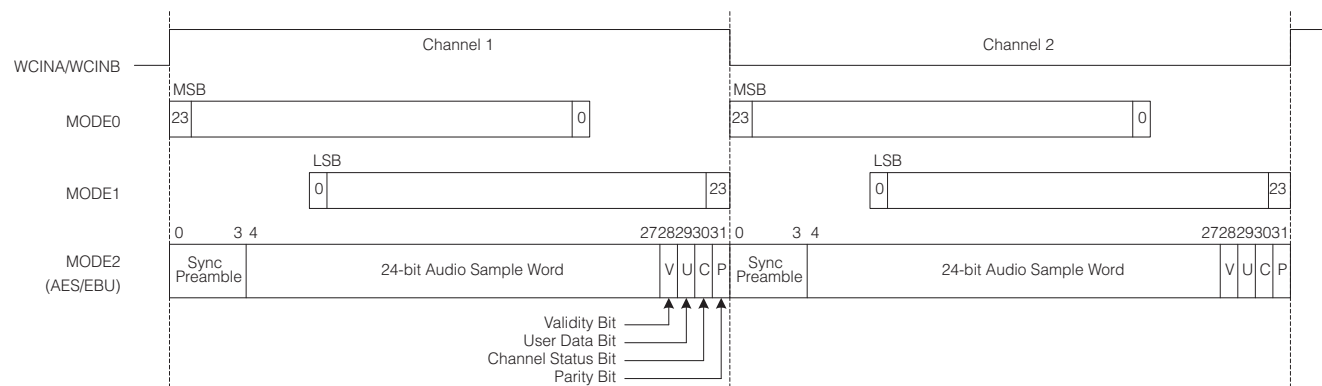 Channel 1 Channel 2
WCINA/WCINB
MSB MSB
MODE0 23 0 23 0
LSB LSB
MODE1 0 23 0 23
0 3 4 2728293031 0 3 4 2728293031
MODE2 Sync V U C P Sync V U C P
Preamble 24-bit Audio Sample Word Preamble 24-bit Audio Sample Word
(AES/EBU)
Validity Bit
User Data Bit
Channel Status Bit
Parity Bit